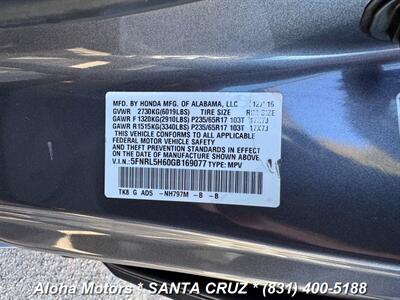 MFD. BY HONDA MFG. OF ALABAMA, LLC 12/15
GVWR 2730KG(6019LBS) TIRE SIZE RIM SIZE
GAWR F 1320KG(2910LBS) P235/65R17 103T 17X7J
GAWR R1515KG(3340LBS) P235/65R17 103T 17X7J
THIS VEHICLE CONFORMS TO ALL APPLICABLE
FEDERAL MOTOR VEHICLE SAFETY AND THEFT
PREVENTION STANDARDS IN EFFECT ON THE DATE
OF MANUFACTURE SHOWN ABOVE.
V.I.N: 5FNRL5H60GB169077 TYPE: MPV
TK8 G AD5 -NH797M -B -B
Aloha Motors * SANTA CRUZ * (831) 400-5188